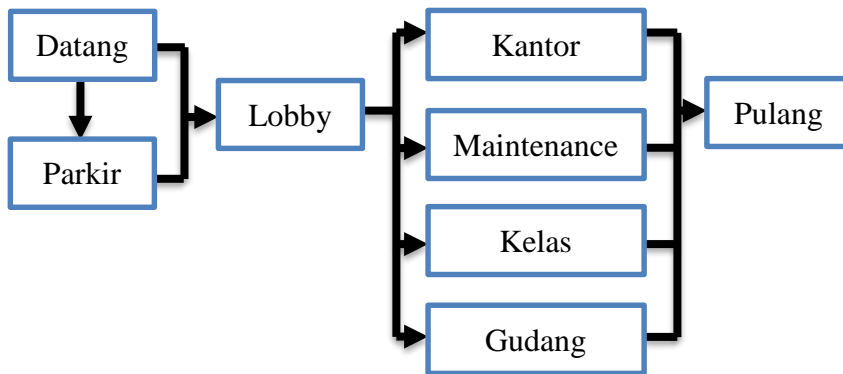 Datang
Parkir
Lobby
Kantor
Maintenance
Kelas
Gudang
Pulang